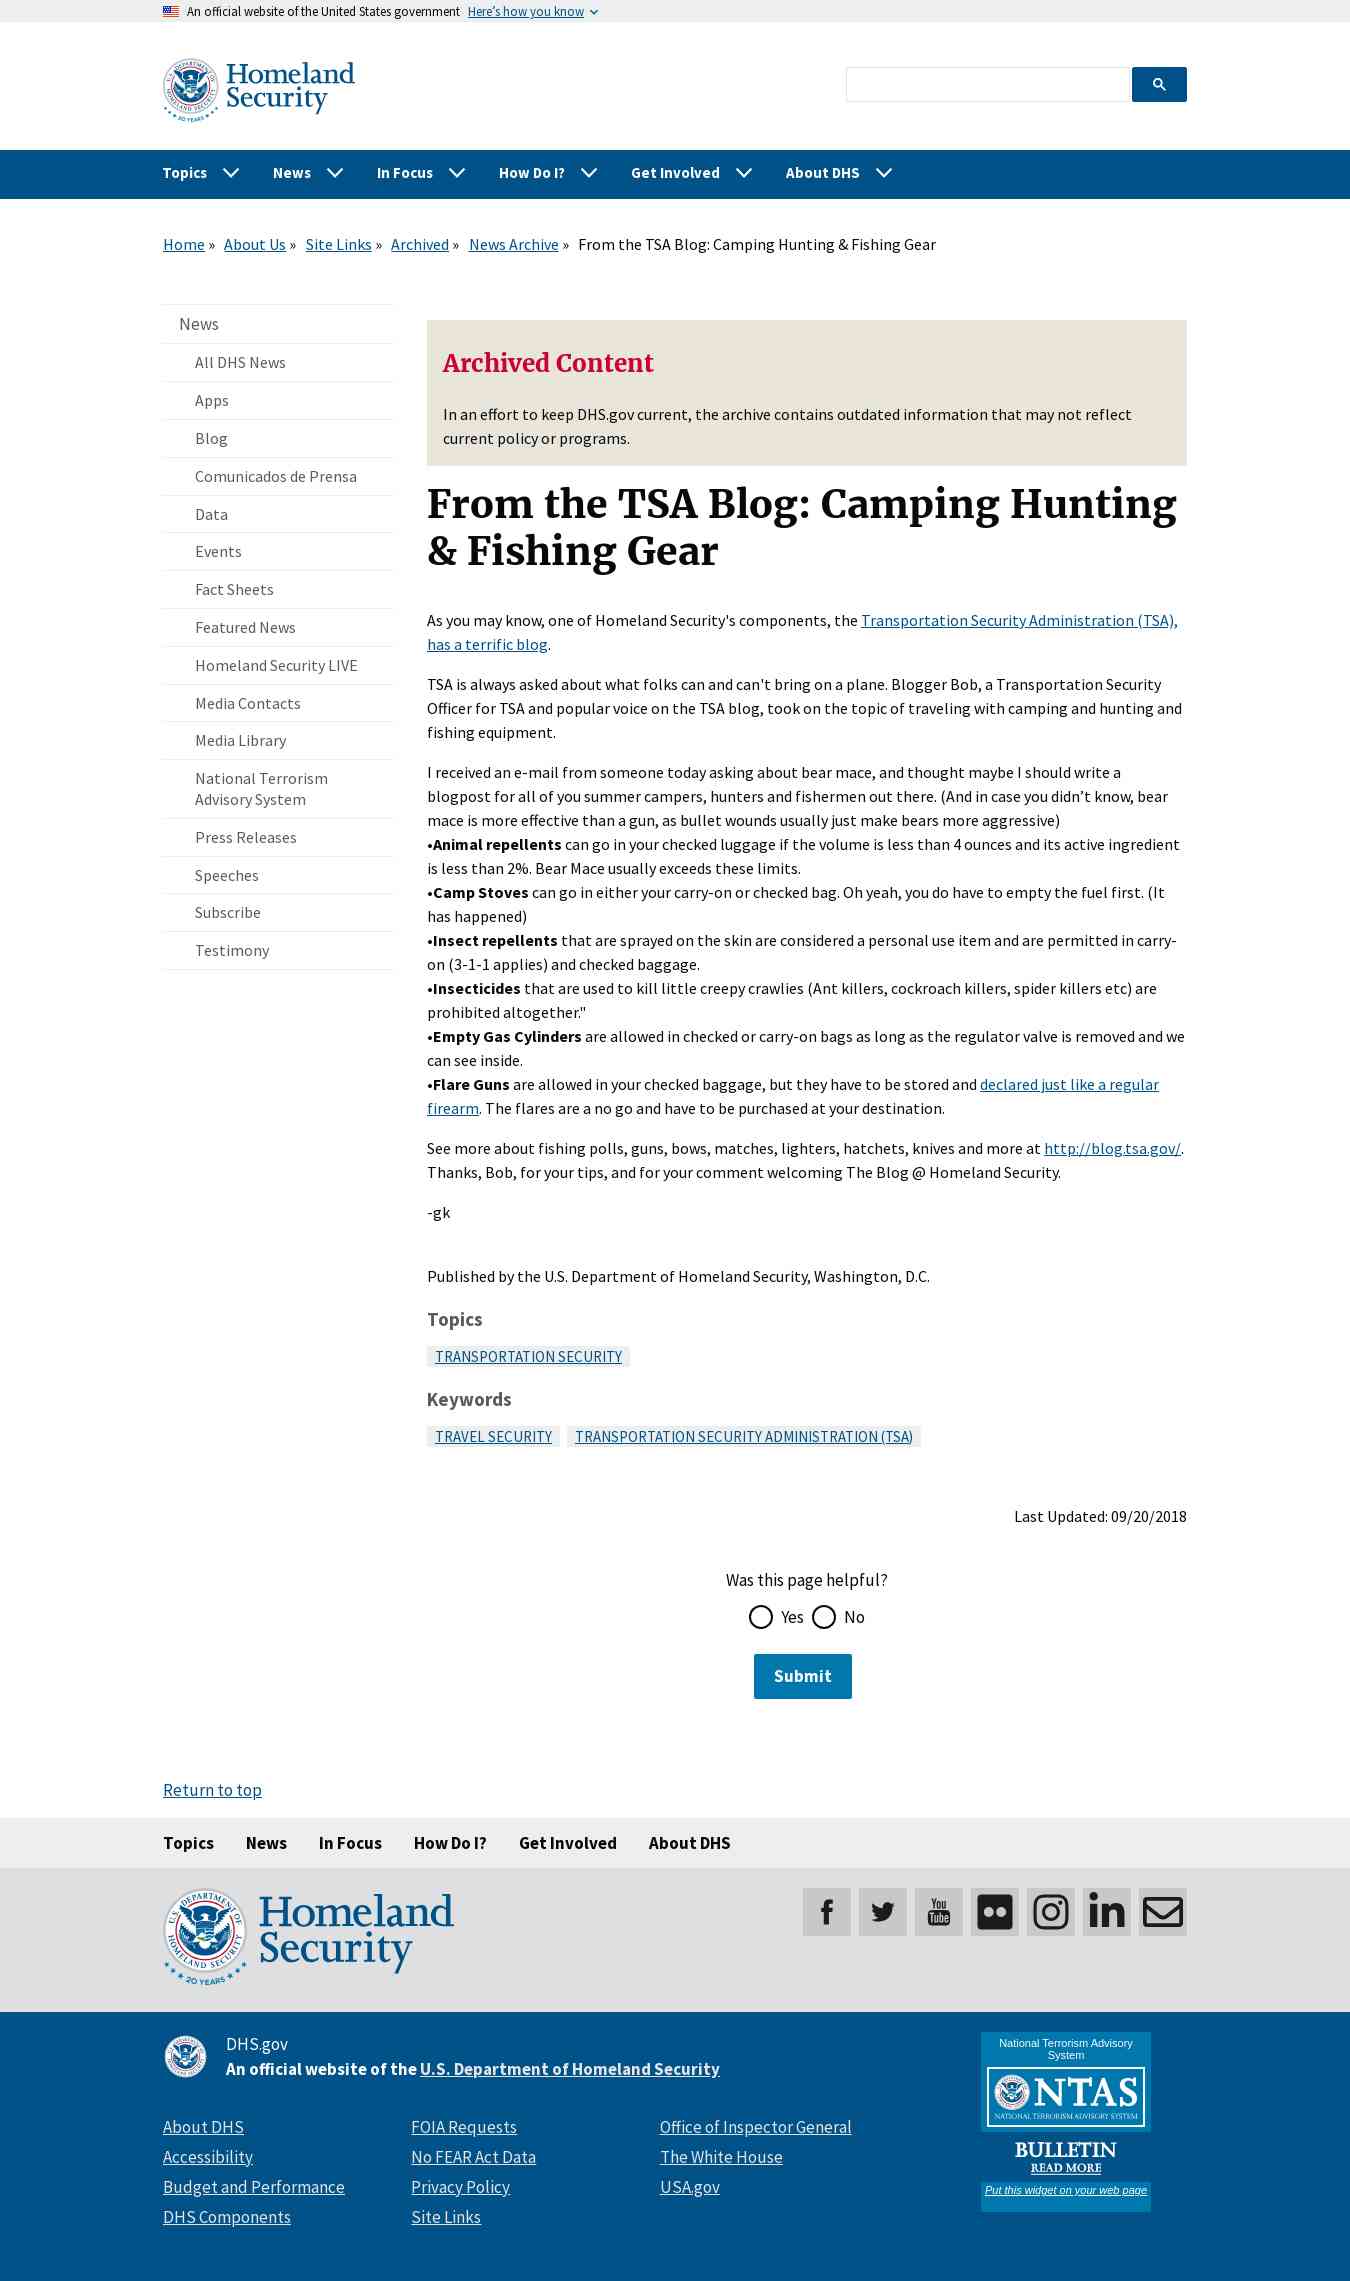 An official website of the United States government Here’s how you know
U.S. DEPARTMENT OF HOMELAND SECURITY
20 YEARS
Homeland
Security
Topics News In Focus How Do I? Get Involved About DHS
Home » About Us » Site Links » Archived » News Archive » From the TSA Blog: Camping Hunting & Fishing Gear
News
All DHS News
Apps
Blog
Comunicados de Prensa
Data
Events
Fact Sheets
Featured News
Homeland Security LIVE
Media Contacts
Media Library
National Terrorism
Advisory System
Press Releases
Speeches
Subscribe
Testimony
Archived Content
In an effort to keep DHS.gov current, the archive contains outdated information that may not reflect
current policy or programs.
From the TSA Blog: Camping Hunting
& Fishing Gear
As you may know, one of Homeland Security's components, the Transportation Security Administration (TSA),
has a terrific blog.
TSA is always asked about what folks can and can't bring on a plane. Blogger Bob, a Transportation Security
Officer for TSA and popular voice on the TSA blog, took on the topic of traveling with camping and hunting and
fishing equipment.
I received an e-mail from someone today asking about bear mace, and thought maybe I should write a
blogpost for all of you summer campers, hunters and fishermen out there. (And in case you didn’t know, bear
mace is more effective than a gun, as bullet wounds usually just make bears more aggressive)
•Animal repellents can go in your checked luggage if the volume is less than 4 ounces and its active ingredient
is less than 2%. Bear Mace usually exceeds these limits.
•Camp Stoves can go in either your carry-on or checked bag. Oh yeah, you do have to empty the fuel first. (It
has happened)
•Insect repellents that are sprayed on the skin are considered a personal use item and are permitted in carry-
on (3-1-1 applies) and checked baggage.
•Insecticides that are used to kill little creepy crawlies (Ant killers, cockroach killers, spider killers etc) are
prohibited altogether."
•Empty Gas Cylinders are allowed in checked or carry-on bags as long as the regulator valve is removed and we
can see inside.
•Flare Guns are allowed in your checked baggage, but they have to be stored and declared just like a regular
firearm. The flares are a no go and have to be purchased at your destination.
See more about fishing polls, guns, bows, matches, lighters, hatchets, knives and more at http://blog.tsa.gov/.
Thanks, Bob, for your tips, and for your comment welcoming The Blog @ Homeland Security.
-gk
Published by the U.S. Department of Homeland Security, Washington, D.C.
Topics
TRANSPORTATION SECURITY
Keywords
TRAVEL SECURITY TRANSPORTATION SECURITY ADMINISTRATION (TSA)
Last Updated: 09/20/2018
Was this page helpful?
Yes No
Submit
Return to top
Topics News In Focus How Do I? Get Involved About DHS
U.S. DEPARTMENT OF HOMELAND SECURITY
20 YEARS
Homeland
Security
You
Tube
DHS.gov
An official website of the U.S. Department of Homeland Security
About DHS
Accessibility
Budget and Performance
DHS Components
FOIA Requests
No FEAR Act Data
Privacy Policy
Site Links
Office of Inspector General
The White House
USA.gov
National Terrorism Advisory
System
NTAS
NATIONAL TERRORISM ADVISORY SYSTEM
BULLETIN
READ MORE
Put this widget on your web page